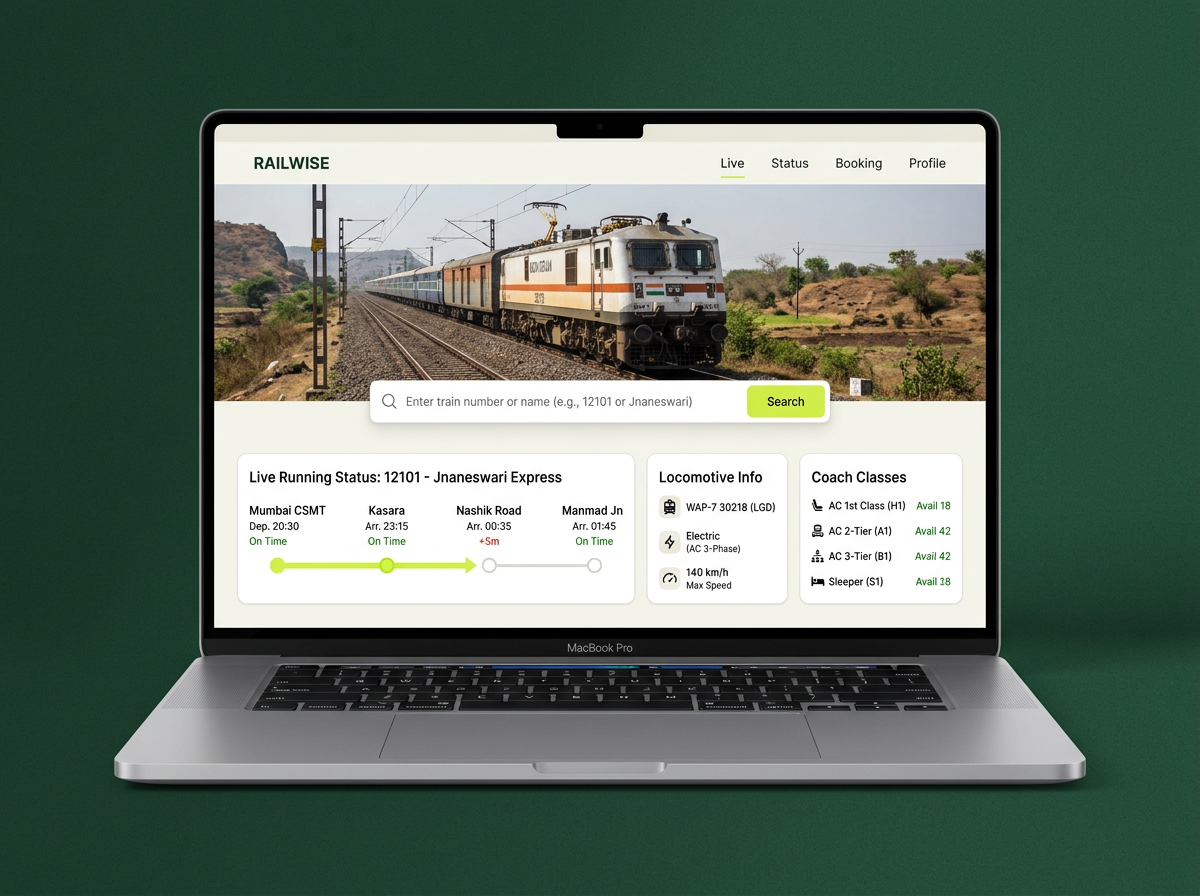 RAILWISE
Live
Status
Booking
Profile
Enter train number or name (e.g., 12101 or Jnaneswari)
Search
Live Running Status: 12101 - Jnaneswari Express
Mumbai CSMT
Dep. 20:30
On Time
Kasara
Arr. 23:15
On Time
Nashik Road
Arr. 00:35
+5m
Manmad Jn
Arr. 01:45
On Time
Locomotive Info
WAP-7 30218 (LGD)
Electric
(AC 3-Phase)
140 km/h
Max Speed
Coach Classes
AC 1st Class (H1) Avail 18
AC 2-Tier (A1) Avail 42
AC 3-Tier (B1) Avail 42
Sleeper (S1) Avail 18
MacBook Pro